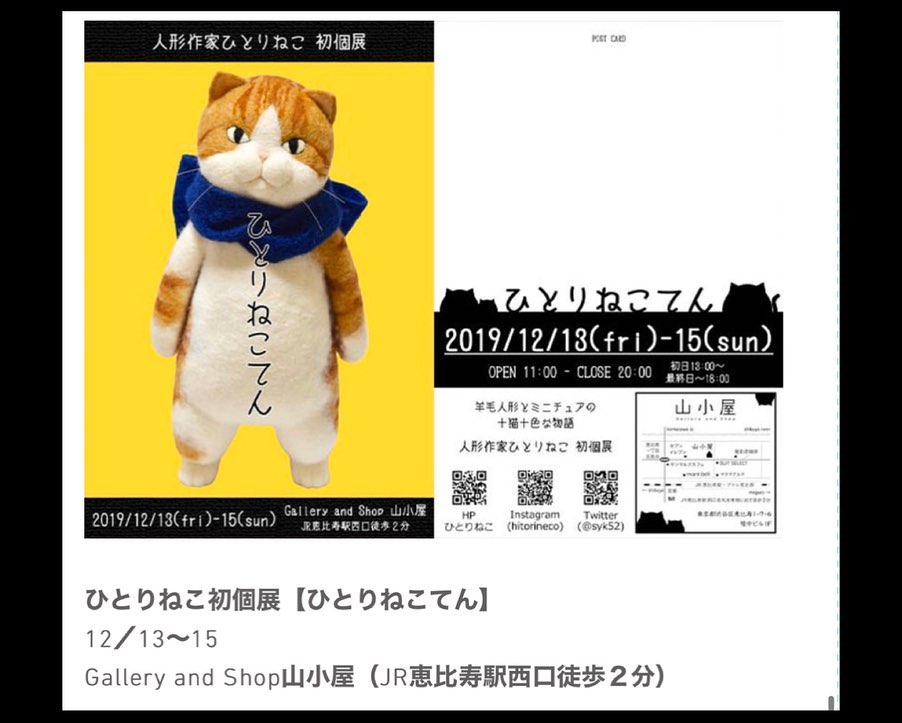 人形作家ひとりねこ 初個展
ひとりねこてん
2019/12/13(fri)-15(sun)
Gallery and Shop 山小屋
JR恵比寿駅西口徒歩2分
POST CARD
ひとりねこてん
2019/12/13(fri)-15(sun)
OPEN 11:00 - CLOSE 20:00
初日13:00〜
最終日〜18:00
羊毛人形とミニチュアの
十猫十色な物語
人形作家ひとりねこ 初個展
HP
ひとりねこ
Instagram
(hitorineco)
Twitter
(@syk52)
山小屋
Gallery and Shop
山小屋
ひとりねこ初個展【ひとりねこてん】
12／13〜15
Gallery and Shop山小屋（JR恵比寿駅西口徒歩２分）